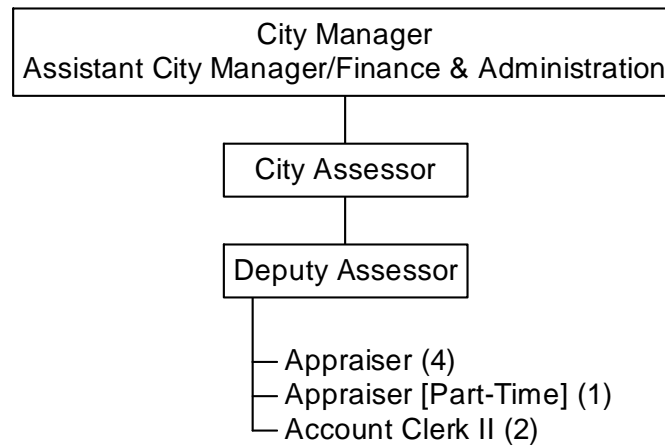 City Manager
Assistant City Manager/Finance & Administration
City Assessor
Deputy Assessor
Appraiser (4)
Appraiser [Part-Time] (1)
Account Clerk II (2)